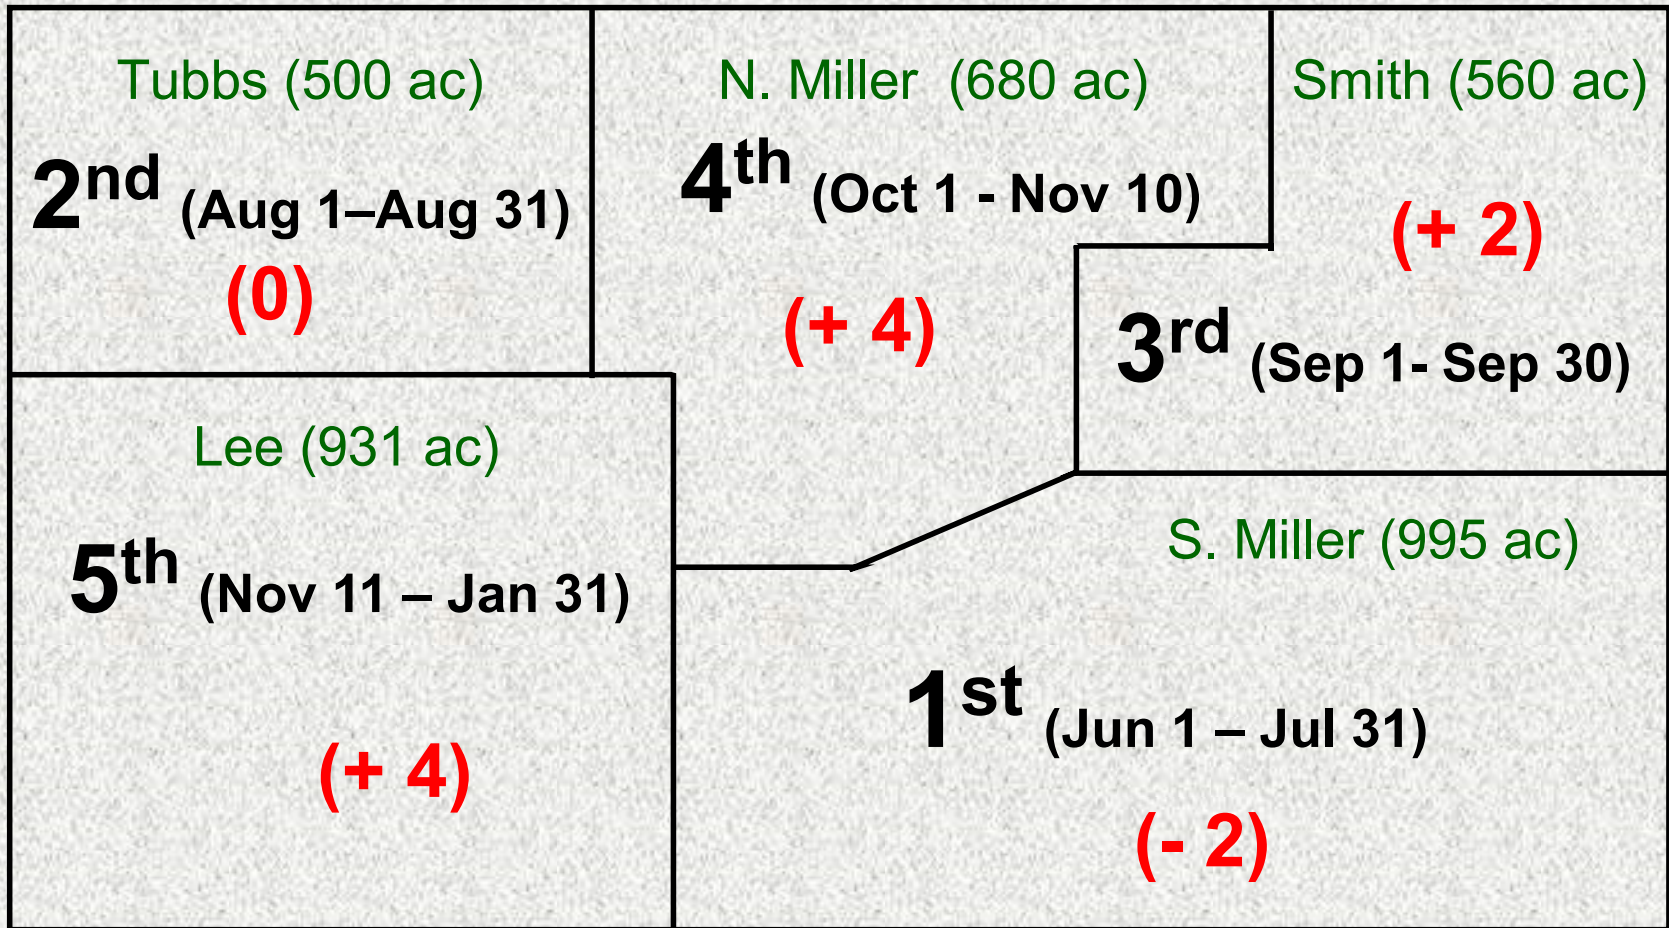 Tubbs (500 ac)
2nd (Aug 1–Aug 31)
(0)
N. Miller (680 ac)
4th (Oct 1 - Nov 10)
(+ 4)
Smith (560 ac)
(+ 2)
3rd (Sep 1- Sep 30)
Lee (931 ac)
5th (Nov 11 – Jan 31)
(+ 4)
S. Miller (995 ac)
1st (Jun 1 – Jul 31)
(- 2)